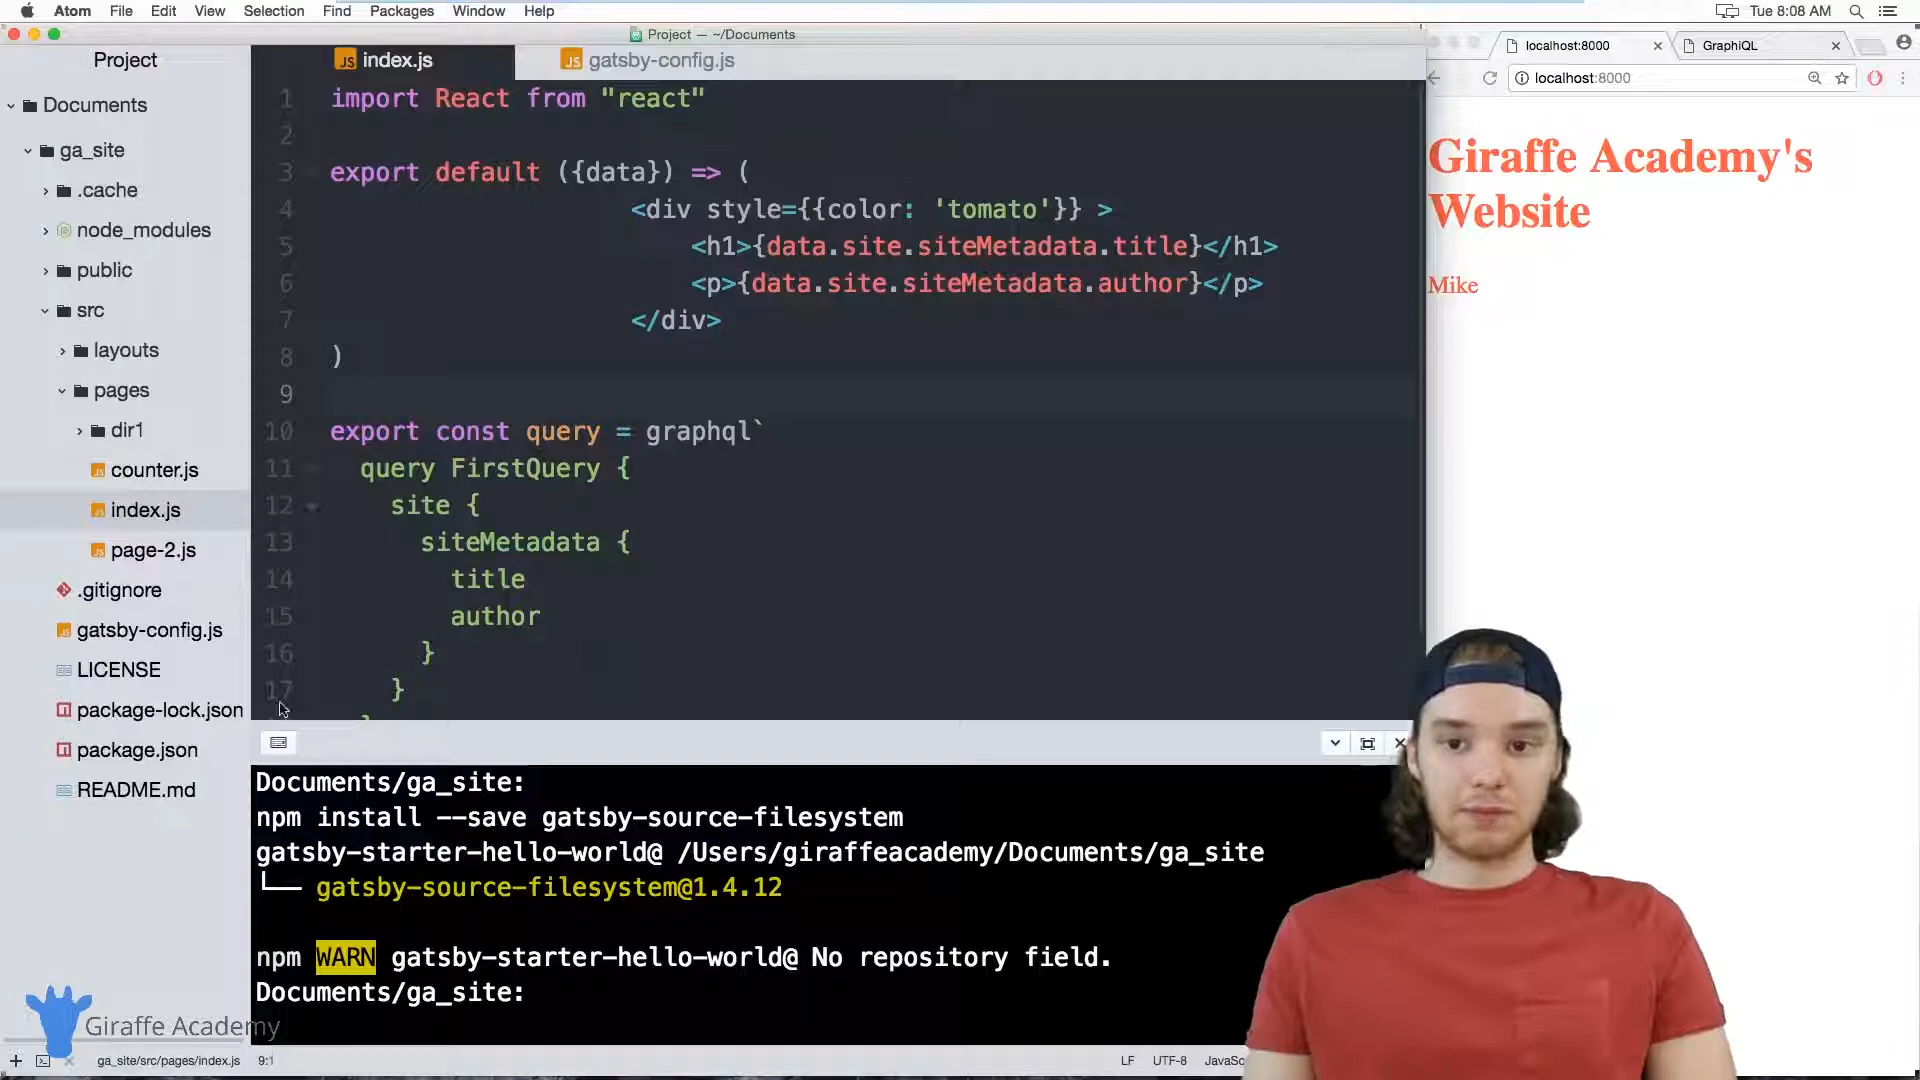 Atom File Edit View Selection Find Packages Window Help
Tue 8:08 AM
Project — ~/Documents
Project
index.js
gatsby-config.js
localhost:8000
GraphiQL
localhost:8000
Documents
ga_site
.cache
node_modules
public
src
layouts
pages
dir1
counter.js
index.js
page-2.js
.gitignore
gatsby-config.js
LICENSE
package-lock.json
package.json
README.md
1 import React from "react"
2
3 export default ({data}) => (
4 <div style={{color: 'tomato'}} >
5 <h1>{data.site.siteMetadata.title}</h1>
6 <p>{data.site.siteMetadata.author}</p>
7 </div>
8 )
9
10 export const query = graphql`
11 query FirstQuery {
12 site {
13 siteMetadata {
14 title
15 author
16 }
17 }
Giraffe Academy's
Website
Mike
Documents/ga_site:
npm install --save gatsby-source-filesystem
gatsby-starter-hello-world@ /Users/giraffeacademy/Documents/ga_site
└── gatsby-source-filesystem@1.4.12
npm WARN gatsby-starter-hello-world@ No repository field.
Documents/ga_site:
Giraffe Academy
ga_site/src/pages/index.js 9:1
LF UTF-8